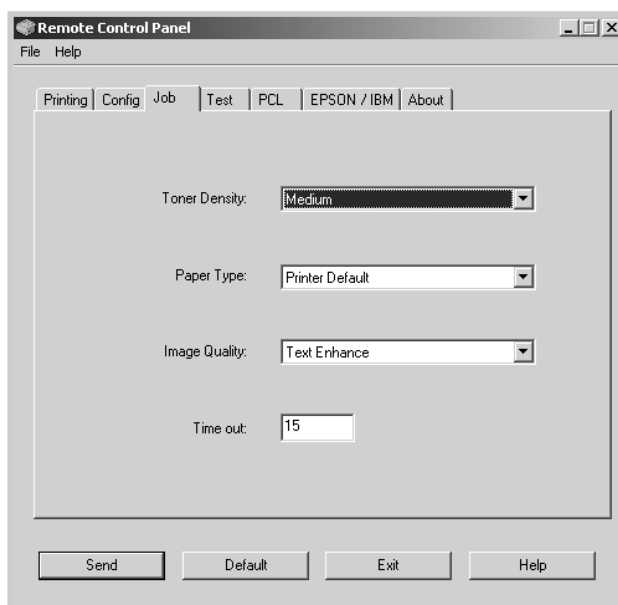 Remote Control Panel
File Help
Printing Config Job Test PCL EPSON / IBM About
Toner Density: Medium
Paper Type: Printer Default
Image Quality: Text Enhance
Time out: 15
Send Default Exit Help